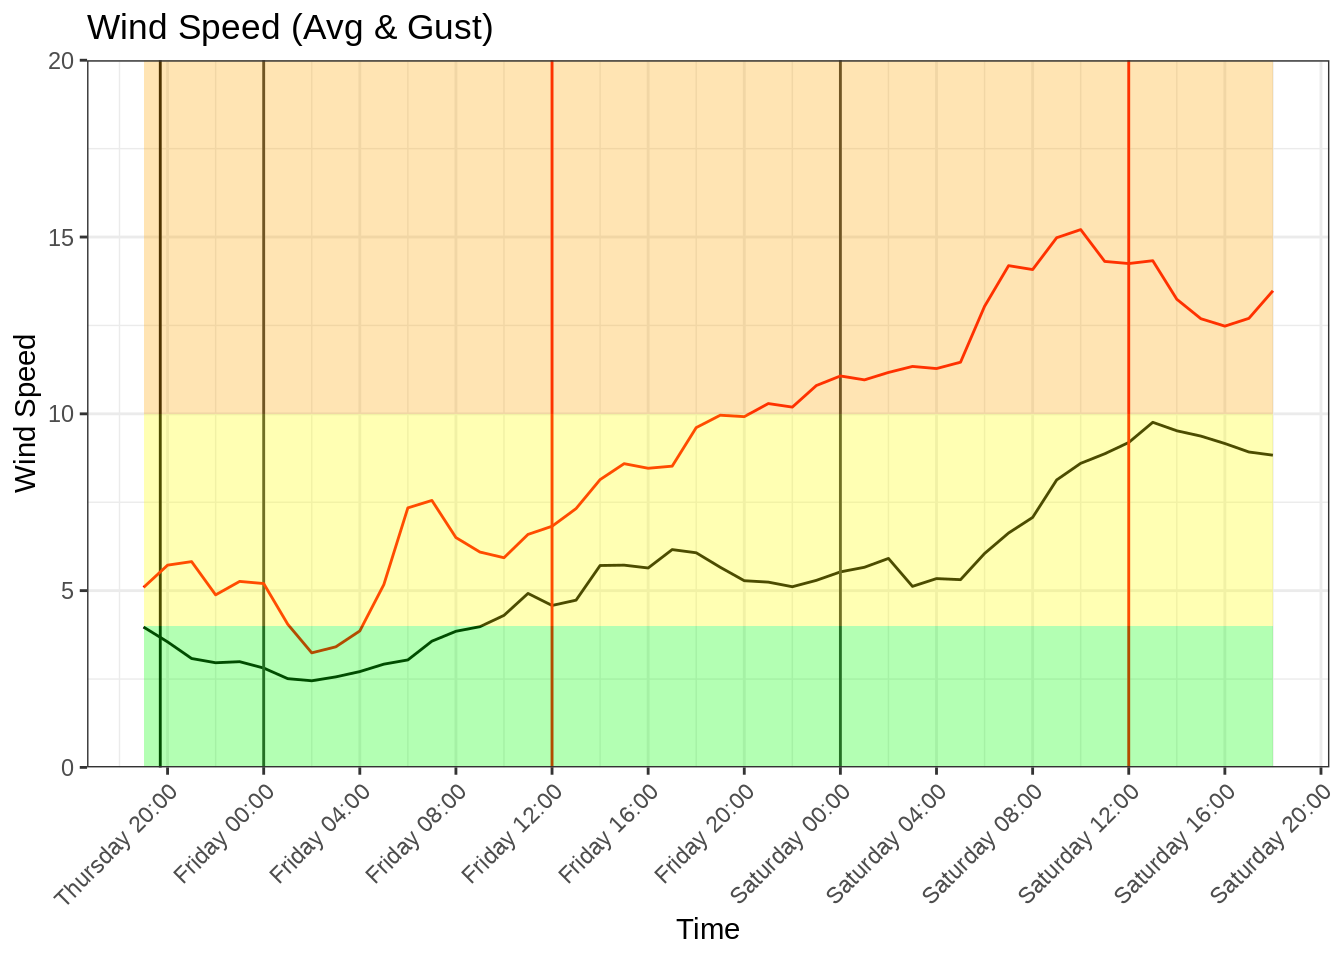 Wind Speed (Avg & Gust)
20
15
10
5
0
Wind Speed
Thursday 20:00
Friday 00:00
Friday 04:00
Friday 08:00
Friday 12:00
Friday 16:00
Friday 20:00
Saturday 00:00
Saturday 04:00
Saturday 08:00
Saturday 12:00
Saturday 16:00
Saturday 20:00
Time